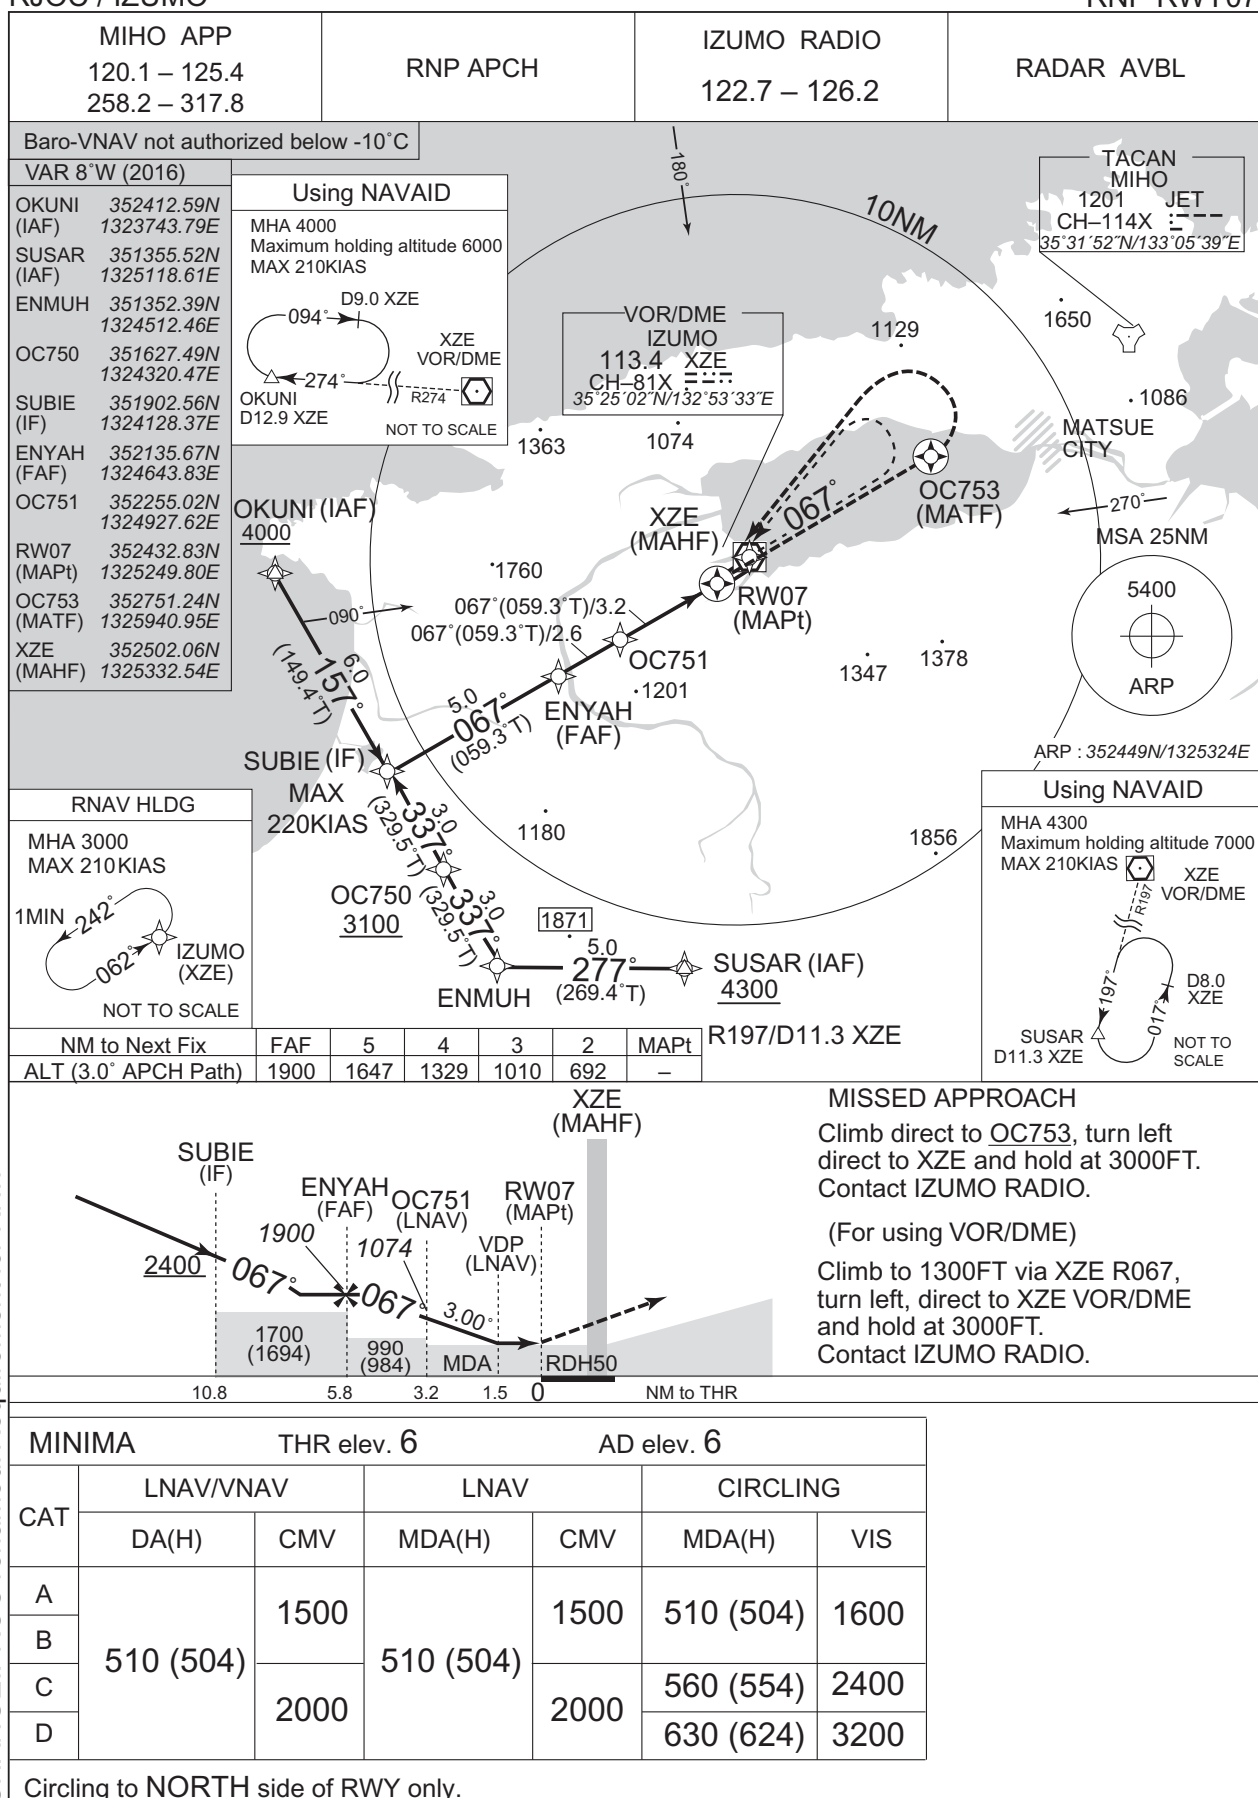 MIHO APP
120.1 – 125.4
258.2 – 317.8
RNP APCH
IZUMO RADIO
122.7 – 126.2
RADAR AVBL
Baro-VNAV not authorized below -10˚C
VAR 8˚W (2016)
OKUNI 352412.59N
(IAF) 1323743.79E
SUSAR 351355.52N
(IAF) 1325118.61E
ENMUH 351352.39N
1324512.46E
OC750 351627.49N
1324320.47E
SUBIE 351902.56N
(IF) 1324128.37E
ENYAH 352135.67N
(FAF) 1324643.83E
OC751 352255.02N
1324927.62E
RW07 352432.83N
(MAPt) 1325249.80E
OC753 352751.24N
(MATF) 1325940.95E
XZE 352502.06N
(MAHF) 1325332.54E
Using NAVAID
MHA 4000
Maximum holding altitude 6000
MAX 210KIAS
D9.0 XZE
094˚
XZE
VOR/DME
274˚
R274
OKUNI
D12.9 XZE
NOT TO SCALE
180˚
10NM
TACAN
MIHO
1201 JET
CH–114X
35˚31´52˝N/133˚05´39˝E
VOR/DME
IZUMO
113.4 XZE
CH–81X
35˚25´02˝N/132˚53´33˝E
1129
1650
1086
1363
1074
MATSUE
CITY
OC753
(MATF)
067˚
270˚
MSA 25NM
5400
ARP
ARP : 352449N/1325324E
OKUNI (IAF)
4000
XZE
(MAHF)
1760
RW07
(MAPt)
090˚
067˚(059.3˚T)/3.2
067˚(059.3˚T)/2.6
OC751
1347
1378
1201
6.0
157˚
(149.4˚T)
5.0
067˚
(059.3˚T)
ENYAH
(FAF)
SUBIE (IF)
MAX
220KIAS
3.0
337˚
(329.5˚T)
1180
1856
OC750
3100
3.0
337˚
(329.5˚T)
1871
5.0
277˚
(269.4˚T)
ENMUH
SUSAR (IAF)
4300
R197/D11.3 XZE
RNAV HLDG
MHA 3000
MAX 210KIAS
1MIN
242˚
062˚
IZUMO
(XZE)
NOT TO SCALE
Using NAVAID
MHA 4300
Maximum holding altitude 7000
MAX 210KIAS
XZE
VOR/DME
R197
197˚
017˚
D8.0
XZE
SUSAR
D11.3 XZE
NOT TO
SCALE
NM to Next Fix FAF 5 4 3 2 MAPt
ALT (3.0˚ APCH Path) 1900 1647 1329 1010 692 –
XZE
(MAHF)
SUBIE
(IF)
ENYAH
(FAF)
OC751
(LNAV)
RW07
(MAPt)
VDP
(LNAV)
1900
1074
2400
067˚
067˚
3.00˚
1700
(1694)
990
(984)
MDA
RDH50
10.8 5.8 3.2 1.5 0 NM to THR
MISSED APPROACH
Climb direct to OC753, turn left
direct to XZE and hold at 3000FT.
Contact IZUMO RADIO.
(For using VOR/DME)
Climb to 1300FT via XZE R067,
turn left, direct to XZE VOR/DME
and hold at 3000FT.
Contact IZUMO RADIO.
MINIMA THR elev. 6 AD elev. 6
CAT LNAV/VNAV LNAV CIRCLING
DA(H) CMV MDA(H) CMV MDA(H) VIS
A
B
C
D
510 (504)
1500
2000
510 (504)
1500
2000
510 (504) 1600
560 (554) 2400
630 (624) 3200
Circling to NORTH side of RWY only.